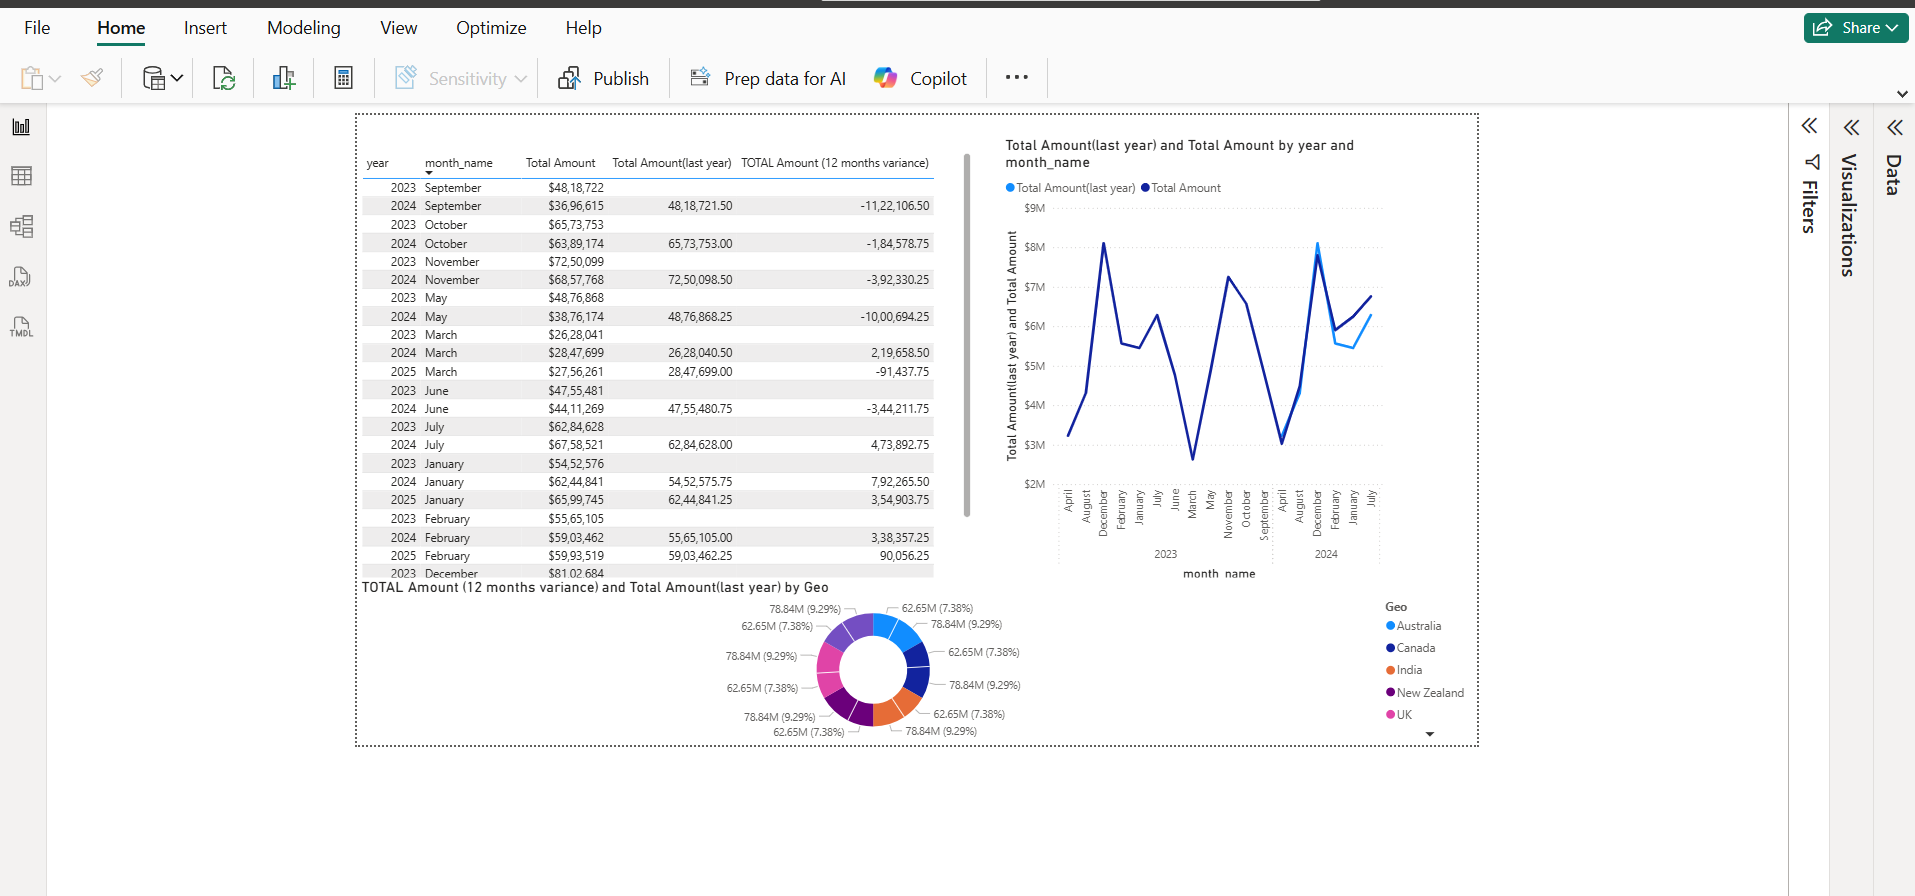 File Home Insert Modeling View Optimize Help Share
Sensitivity Publish Prep data for AI Copilot
DAX
TMDL
year month_name Total Amount Total Amount(last year) TOTAL Amount (12 months variance)
2023 September $48,18,722
2024 September $36,96,615 48,18,721.50 -11,22,106.50
2023 October $65,73,753
2024 October $63,89,174 65,73,753.00 -1,84,578.75
2023 November $72,50,099
2024 November $68,57,768 72,50,098.50 -3,92,330.25
2023 May $48,76,868
2024 May $38,76,174 48,76,868.25 -10,00,694.25
2023 March $26,28,041
2024 March $28,47,699 26,28,040.50 2,19,658.50
2025 March $27,56,261 28,47,699.00 -91,437.75
2023 June $47,55,481
2024 June $44,11,269 47,55,480.75 -3,44,211.75
2023 July $62,84,628
2024 July $67,58,521 62,84,628.00 4,73,892.75
2023 January $54,52,576
2024 January $62,44,841 54,52,575.75 7,92,265.50
2025 January $65,99,745 62,44,841.25 3,54,903.75
2023 February $55,65,105
2024 February $59,03,462 55,65,105.00 3,38,357.25
2025 February $59,93,519 59,03,462.25 90,056.25
2023 December $81,02,684
Total Amount(last year) and Total Amount by year and
month_name
Total Amount(last year) Total Amount
Total Amount(last year) and Total Amount
$9M
$8M
$7M
$6M
$5M
$4M
$3M
$2M
April August December February January July June March May November October September April August December February January July
2023 2024
month_name
TOTAL Amount (12 months variance) and Total Amount(last year) by Geo
78.84M (9.29%) 62.65M (7.38%)
62.65M (7.38%) 78.84M (9.29%)
78.84M (9.29%) 62.65M (7.38%)
62.65M (7.38%) 78.84M (9.29%)
78.84M (9.29%) 62.65M (7.38%)
62.65M (7.38%) 78.84M (9.29%)
Geo
Australia
Canada
India
New Zealand
UK
Filters
Visualizations
Data